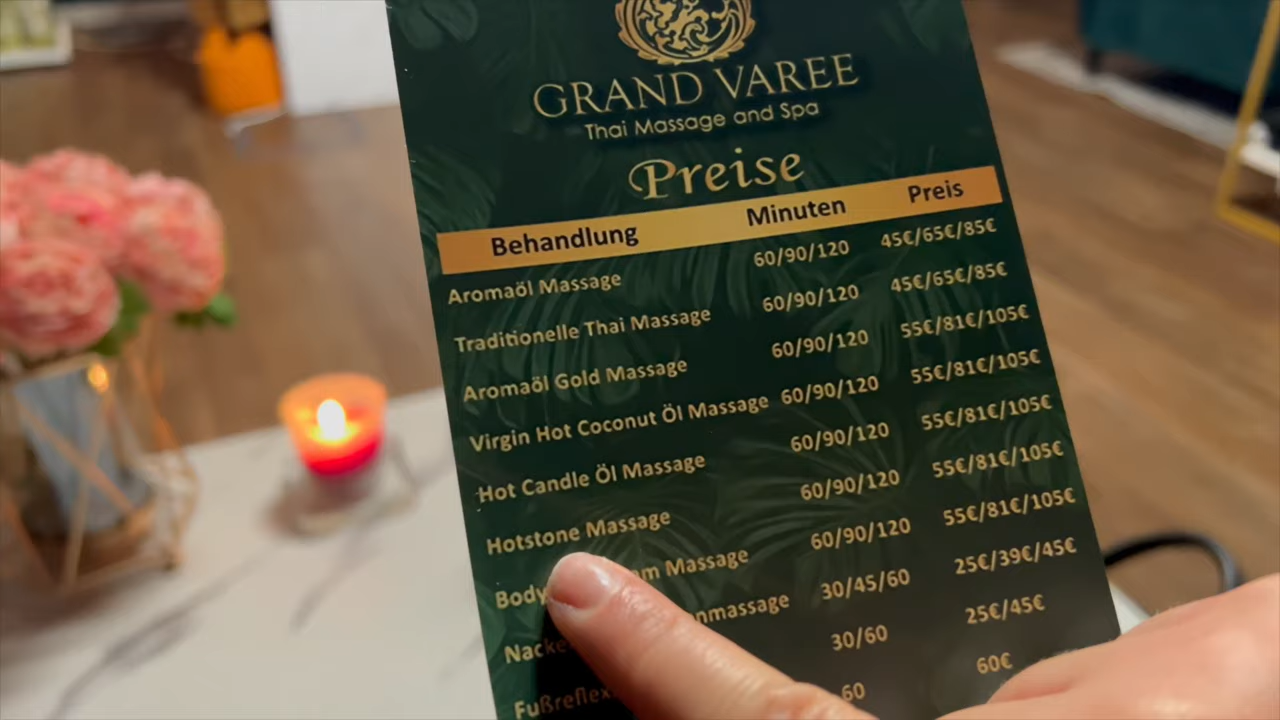 GRAND VAREE
Thai Massage and Spa
Preise
Behandlung Minuten Preis
Aromaöl Massage 60/90/120 45€/65€/85€
Traditionelle Thai Massage 60/90/120 45€/65€/85€
Aromaöl Gold Massage 60/90/120 55€/81€/105€
Virgin Hot Coconut Öl Massage 60/90/120 55€/81€/105€
Hot Candle Öl Massage 60/90/120 55€/81€/105€
Hotstone Massage 60/90/120 55€/81€/105€
Body Massage 60/90/120 55€/81€/105€
30/45/60 25€/39€/45€
30/60 25€/45€
60 60€